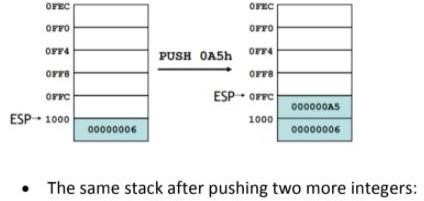 0FEC 0FEC
0FF0 0FF0
0FF4 PUSH 0A5h 0FF4
0FF8 0FF8
0FFC ESP 0FFC
000000A5
ESP 1000 1000
00000006 00000006
• The same stack after pushing two more integers: